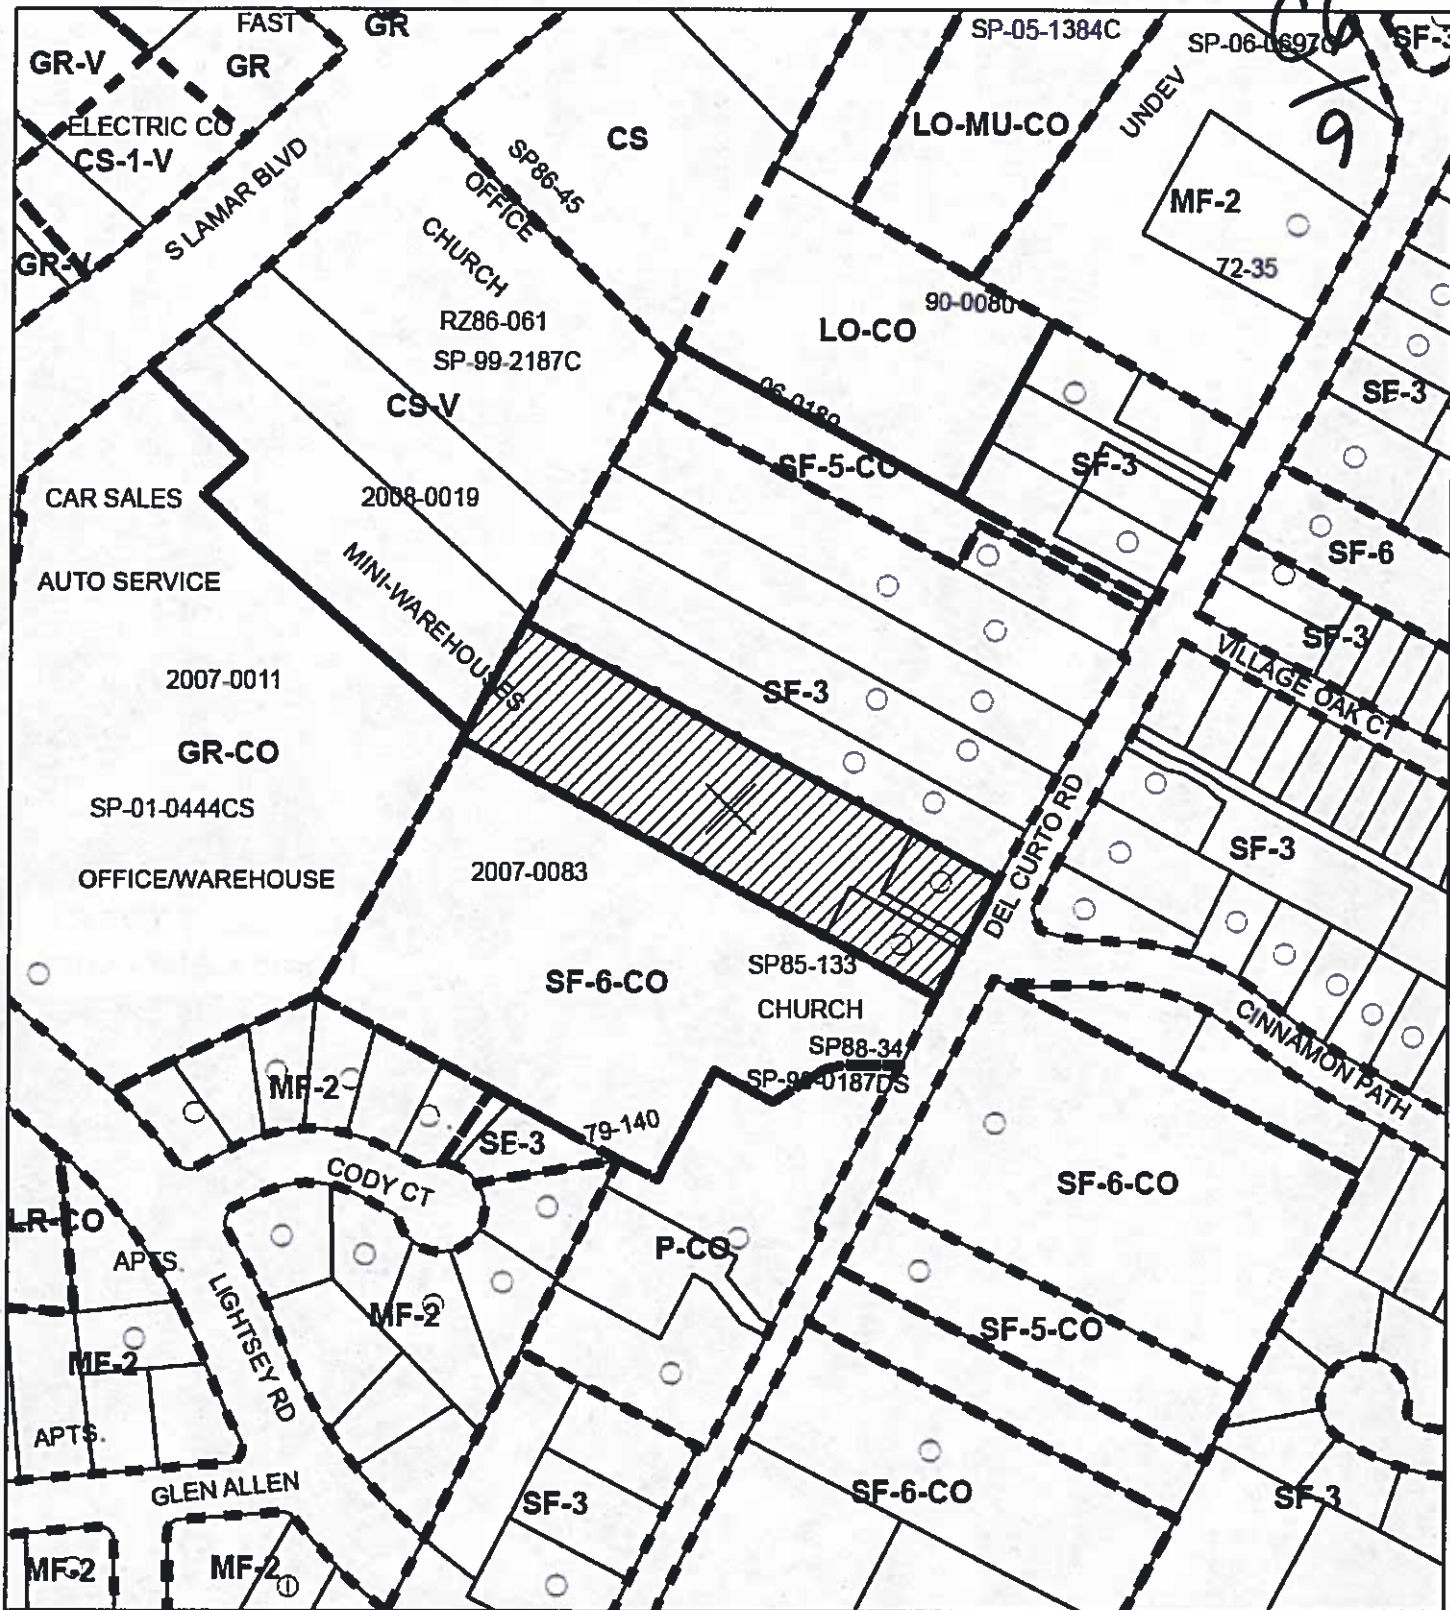 FAST
GR
SP-05-1384C
SP-06-0697C
C6
9
SF-3
GR-V
GR
UNDEV
ELECTRIC CO
CS-1-V
CS
LO-MU-CO
S LAMAR BLVD
SP86-45
OFFICE
CHURCH
MF-2
72-35
GR-V
RZ86-061
SP-99-2187C
90-0080
LO-CO
CS-V
06-0189
SF-3
SF-5-CO
SF-3
CAR SALES
2008-0019
SF-6
AUTO SERVICE
MINI-WAREHOUSES
SF-3
VILLAGE OAK CT
2007-0011
SF-3
GR-CO
SP-01-0444CS
DEL CURTO RD
SF-3
OFFICE/WAREHOUSE
2007-0083
SP85-133
SF-6-CO
CHURCH
CINNAMON PATH
SP88-34
MF-2
79-140
SF-3
CODY CT
SF-6-CO
LR-CO
APTS.
P-CO
LIGHTSEY RD
MF-2
SF-5-CO
MF-2
APTS.
GLEN ALLEN
SF-3
SF-6-CO
SF-3
MF-2
MF-2